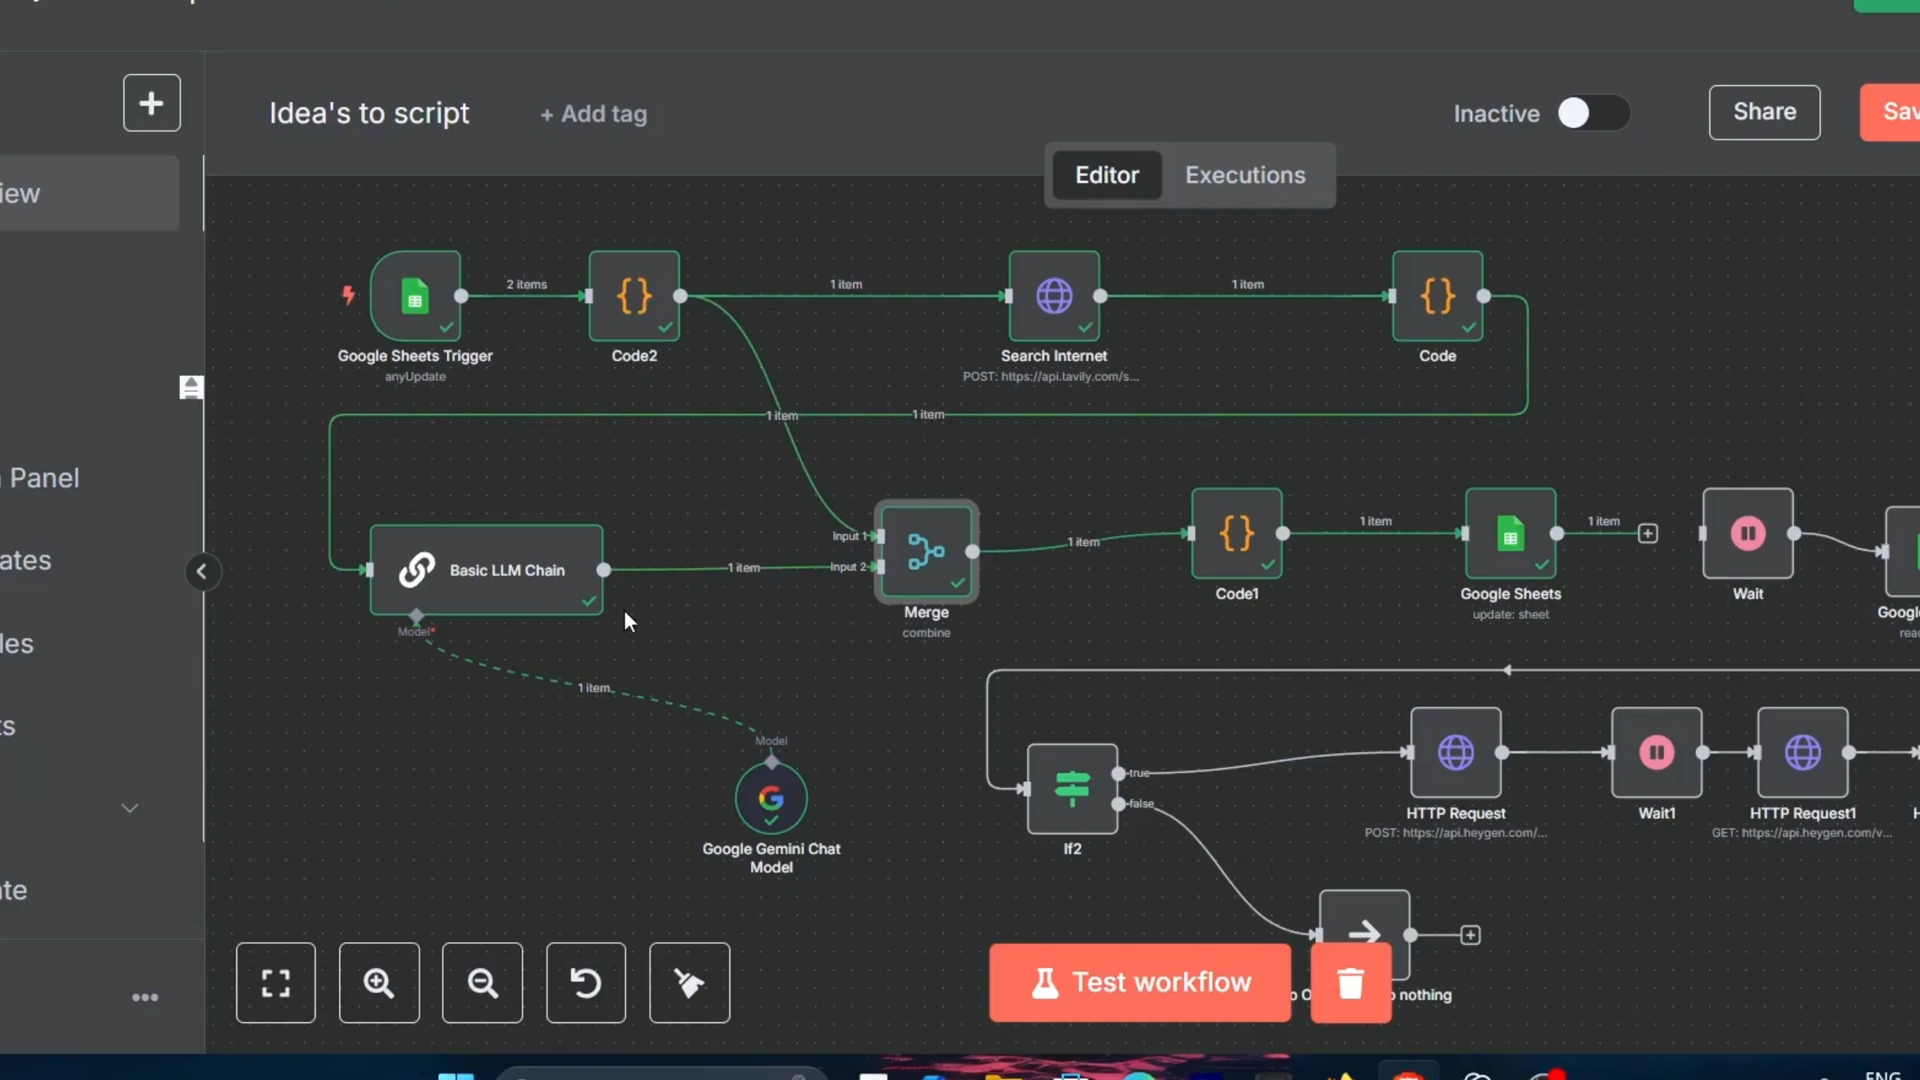 Idea's to script
+ Add tag
Inactive
Share
Sav
Editor
Executions
iew
2 items
1 item
1 item
Google Sheets Trigger
anyUpdate
Code2
Search Internet
POST: https://api.tavily.com/s...
Code
1 item
1 item
Panel
ates
les
ts
ate
Basic LLM Chain
Model*
1 item
Input 1
Input 2
Merge
combine
1 item
Code1
1 item
Google Sheets
update: sheet
1 item
Wait
Googl
reac
1 item
Model
Google Gemini Chat
Model
true
false
If2
HTTP Request
POST: https://api.heygen.com/...
Wait1
HTTP Request1
GET: https://api.heygen.com/v...
H
Test workflow
nothing
ENG